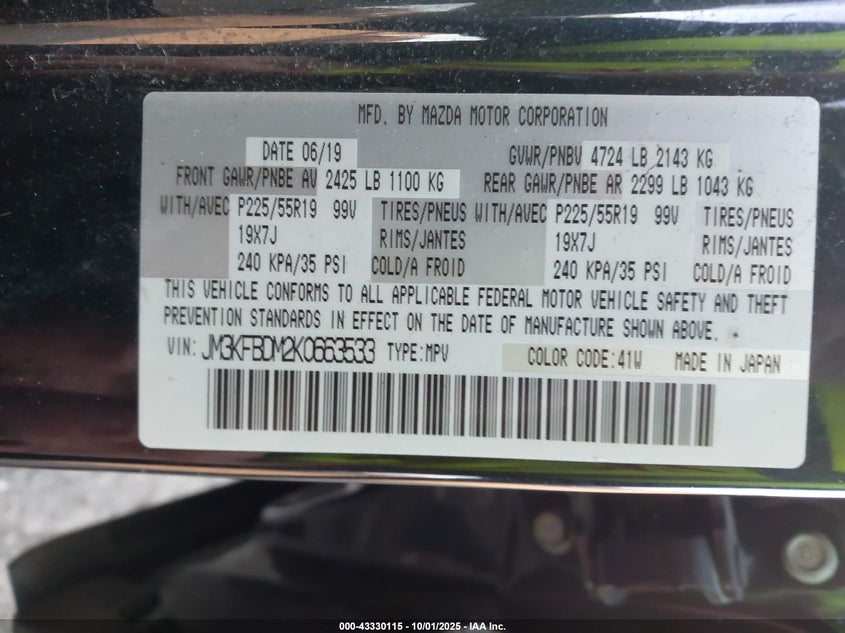 MFD. BY MAZDA MOTOR CORPORATION
DATE 06/19 GVWR/PNBV 4724 LB 2143 KG
FRONT GAWR/PNBE AV 2425 LB 1100 KG REAR GAWR/PNBE AR 2299 LB 1043 KG
WITH/AVEC P225/55R19 99V TIRES/PNEUS WITH/AVEC P225/55R19 99V TIRES/PNEUS
19X7J RIMS/JANTES 19X7J RIMS/JANTES
240 KPA/35 PSI COLD/A FROID 240 KPA/35 PSI COLD/A FROID
THIS VEHICLE CONFORMS TO ALL APPLICABLE FEDERAL MOTOR VEHICLE SAFETY AND THEFT
PREVENTION STANDARDS IN EFFECT ON THE DATE OF MANUFACTURE SHOWN ABOVE.
VIN: JM3KFBDM2K0663533 TYPE:MPV COLOR CODE:41W MADE IN JAPAN
000-43330115 - 10/01/2025 - IAA Inc.